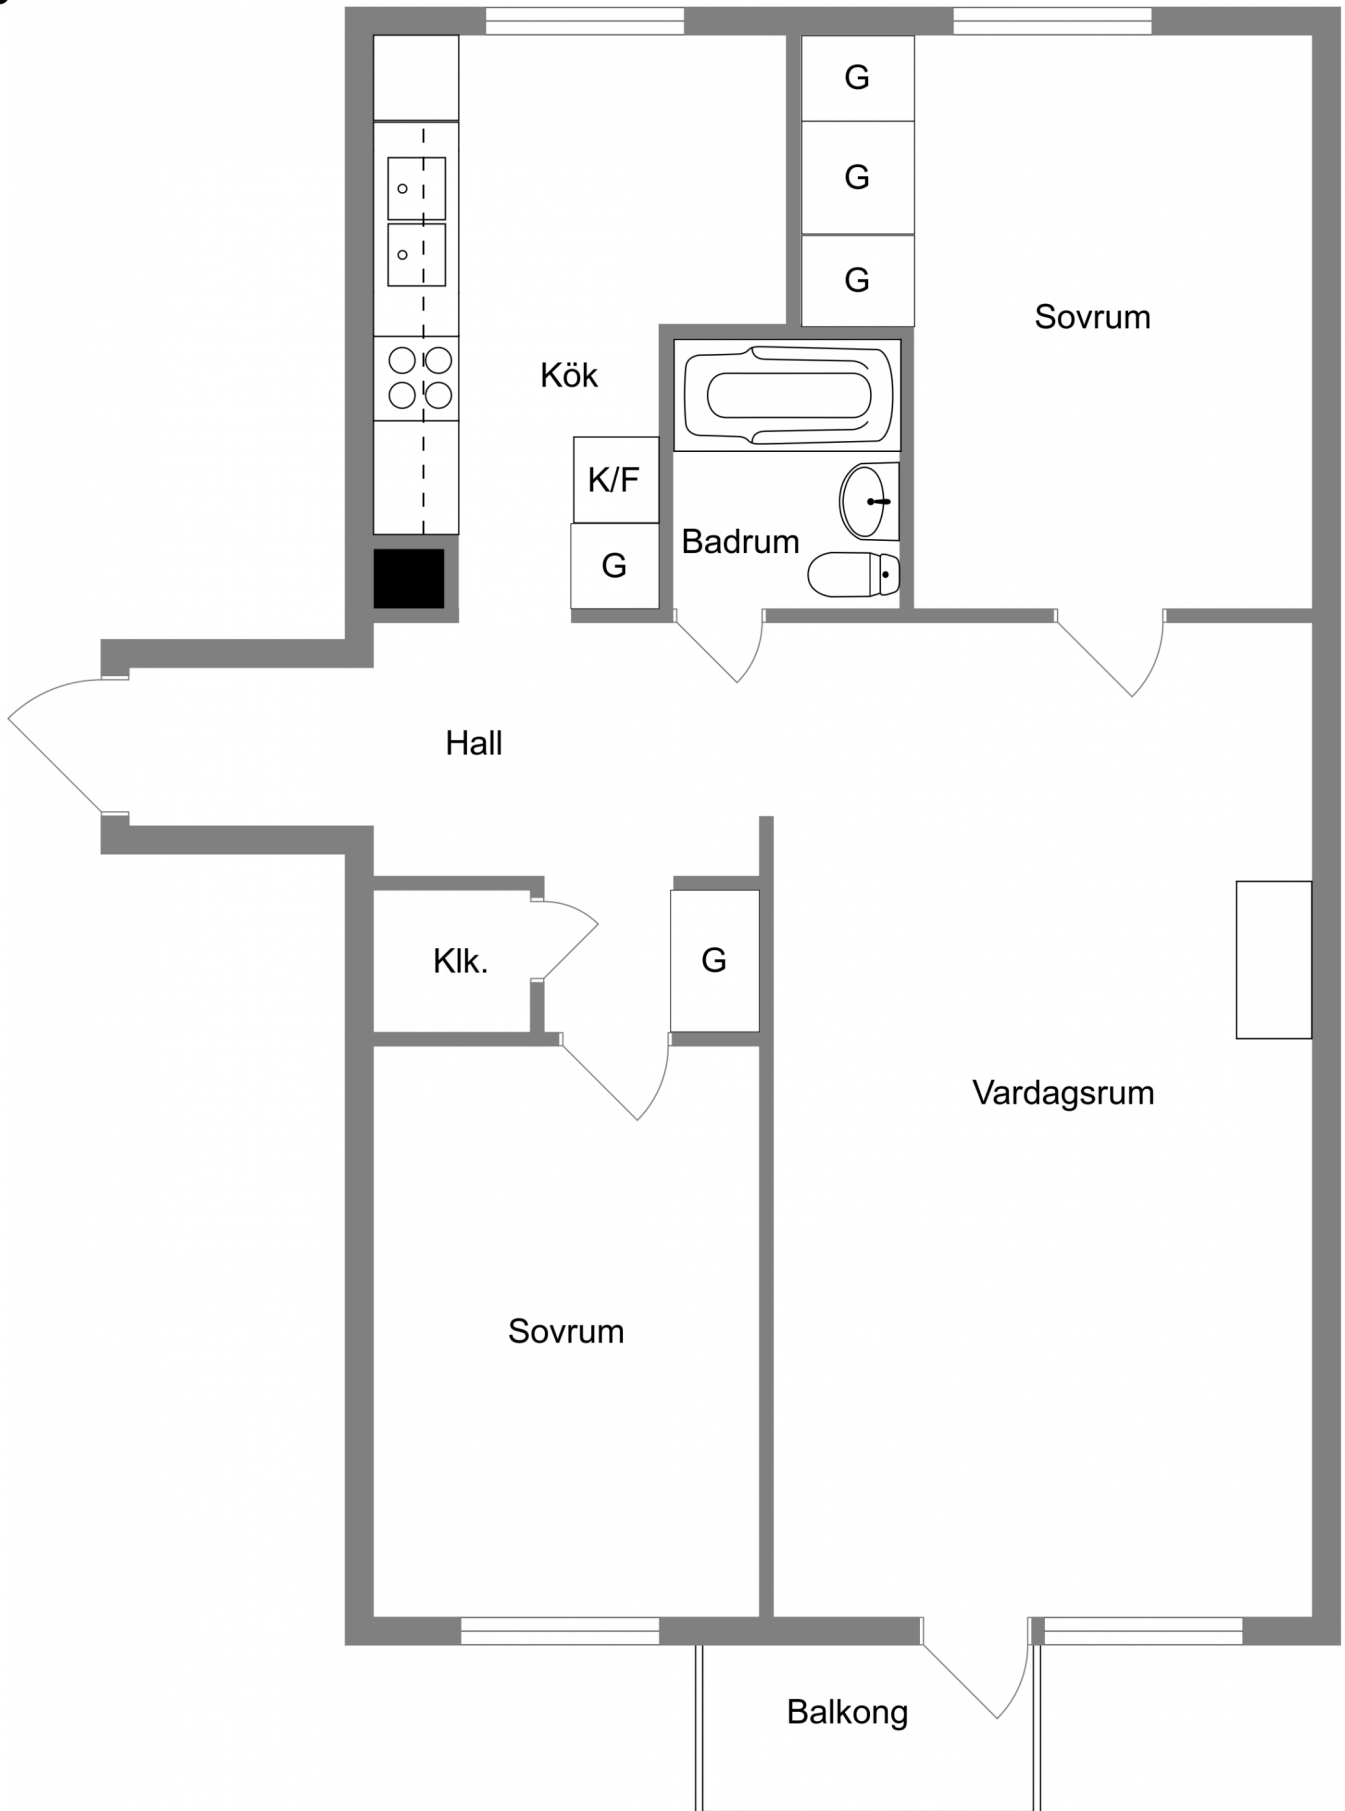 G
G
G
Sovrum
Kök
K/F
G
Badrum
Hall
Klk.
G
Vardagsrum
Sovrum
Balkong